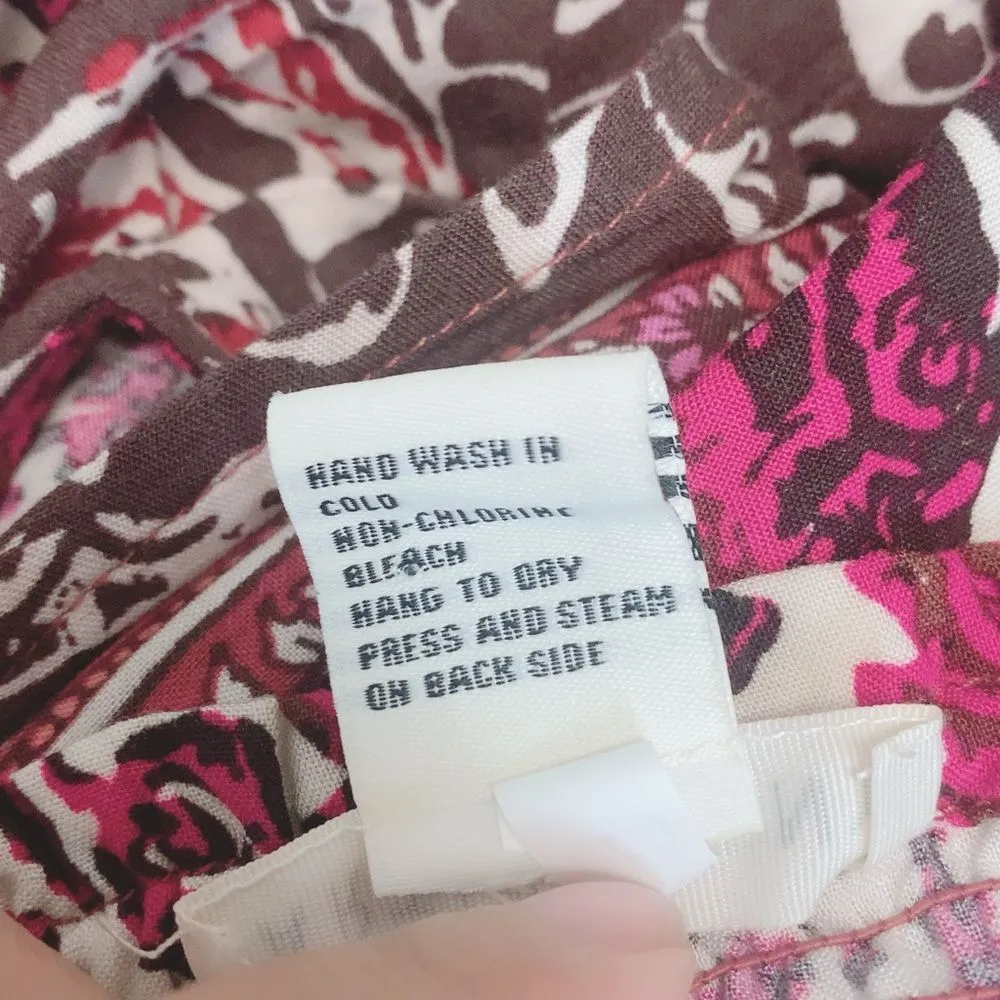 HAND WASH IN
COLD
NON-CHLORINE
BLEACH
HANG TO DRY
PRESS AND STEAM
ON BACK SIDE